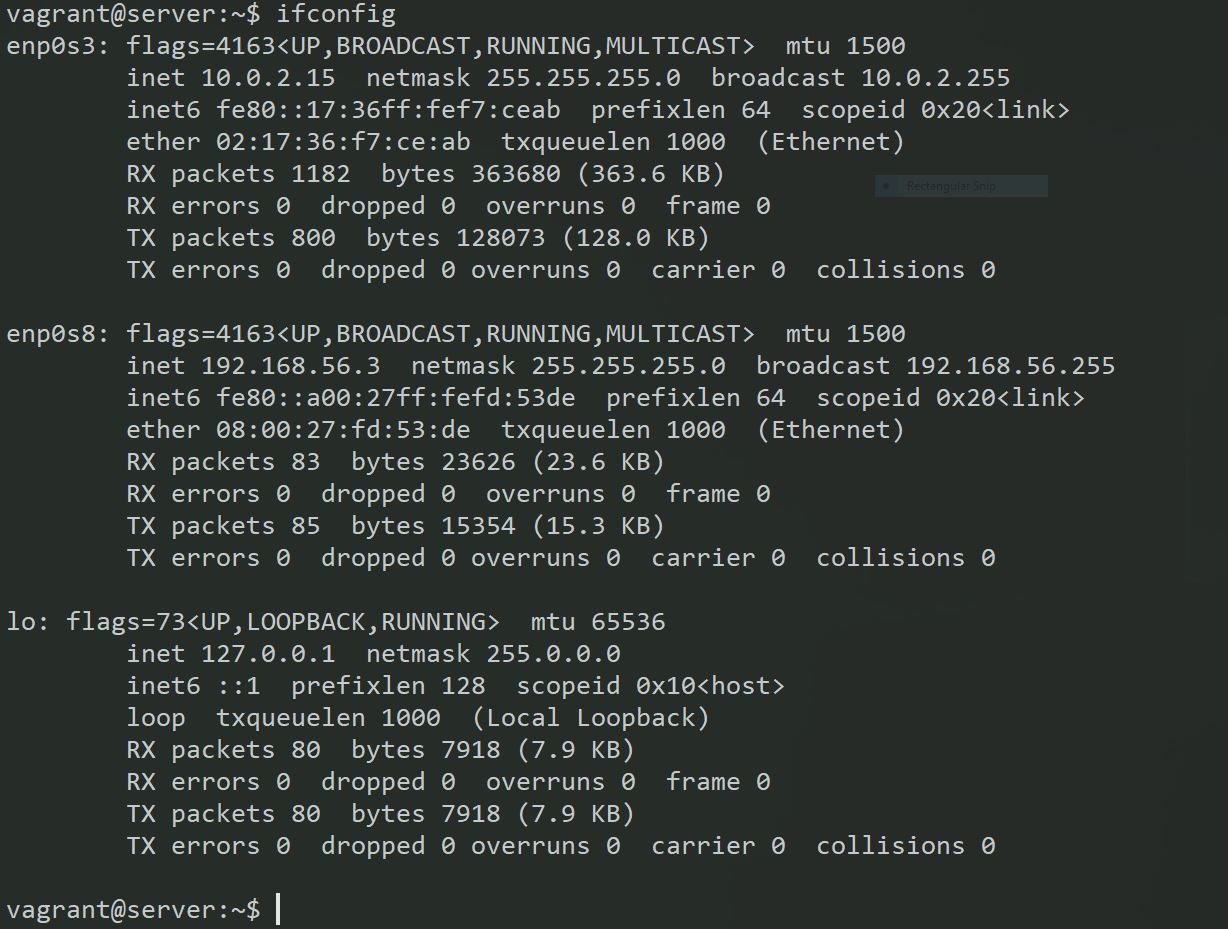 vagrant@server:~$ ifconfig
enp0s3: flags=4163<UP,BROADCAST,RUNNING,MULTICAST>  mtu 1500
        inet 10.0.2.15  netmask 255.255.255.0  broadcast 10.0.2.255
        inet6 fe80::17:36ff:fef7:ceab  prefixlen 64  scopeid 0x20<link>
        ether 02:17:36:f7:ce:ab  txqueuelen 1000  (Ethernet)
        RX packets 1182  bytes 363680 (363.6 KB)
Rectangular Snip
        RX errors 0  dropped 0  overruns 0  frame 0
        TX packets 800  bytes 128073 (128.0 KB)
        TX errors 0  dropped 0 overruns 0  carrier 0  collisions 0

enp0s8: flags=4163<UP,BROADCAST,RUNNING,MULTICAST>  mtu 1500
        inet 192.168.56.3  netmask 255.255.255.0  broadcast 192.168.56.255
        inet6 fe80::a00:27ff:fefd:53de  prefixlen 64  scopeid 0x20<link>
        ether 08:00:27:fd:53:de  txqueuelen 1000  (Ethernet)
        RX packets 83  bytes 23626 (23.6 KB)
        RX errors 0  dropped 0  overruns 0  frame 0
        TX packets 85  bytes 15354 (15.3 KB)
        TX errors 0  dropped 0 overruns 0  carrier 0  collisions 0

lo: flags=73<UP,LOOPBACK,RUNNING>  mtu 65536
        inet 127.0.0.1  netmask 255.0.0.0
        inet6 ::1  prefixlen 128  scopeid 0x10<host>
        loop  txqueuelen 1000  (Local Loopback)
        RX packets 80  bytes 7918 (7.9 KB)
        RX errors 0  dropped 0  overruns 0  frame 0
        TX packets 80  bytes 7918 (7.9 KB)
        TX errors 0  dropped 0 overruns 0  carrier 0  collisions 0

vagrant@server:~$